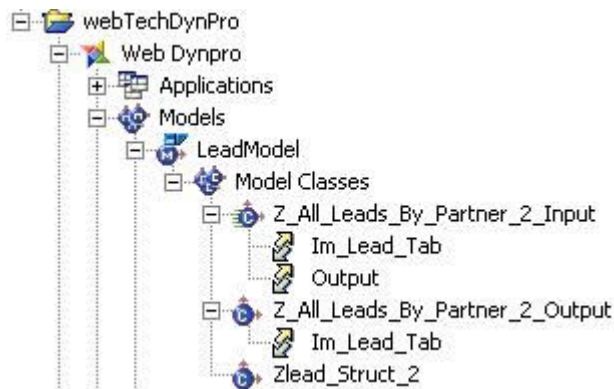 webTechDynPro
Web Dynpro
Applications
Models
LeadModel
Model Classes
Z_All_Leads_By_Partner_2_Input
Im_Lead_Tab
Output
Z_All_Leads_By_Partner_2_Output
Im_Lead_Tab
Zlead_Struct_2